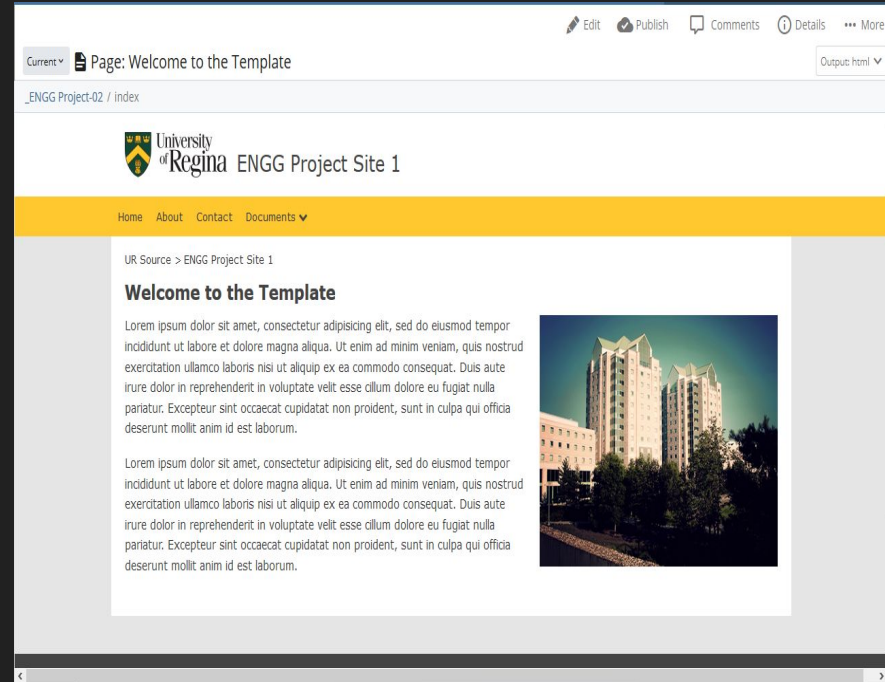 Edit Publish Comments Details More
Current Page: Welcome to the Template Output: html
_ENGG Project-02 / index
University
of Regina ENGG Project Site 1
Home About Contact Documents
UR Source > ENGG Project Site 1
Welcome to the Template
Lorem ipsum dolor sit amet, consectetur adipisicing elit, sed do eiusmod tempor
incididunt ut labore et dolore magna aliqua. Ut enim ad minim veniam, quis nostrud
exercitation ullamco laboris nisi ut aliquip ex ea commodo consequat. Duis aute
irure dolor in reprehenderit in voluptate velit esse cillum dolore eu fugiat nulla
pariatur. Excepteur sint occaecat cupidatat non proident, sunt in culpa qui officia
deserunt mollit anim id est laborum.
Lorem ipsum dolor sit amet, consectetur adipisicing elit, sed do eiusmod tempor
incididunt ut labore et dolore magna aliqua. Ut enim ad minim veniam, quis nostrud
exercitation ullamco laboris nisi ut aliquip ex ea commodo consequat. Duis aute
irure dolor in reprehenderit in voluptate velit esse cillum dolore eu fugiat nulla
pariatur. Excepteur sint occaecat cupidatat non proident, sunt in culpa qui officia
deserunt mollit anim id est laborum.